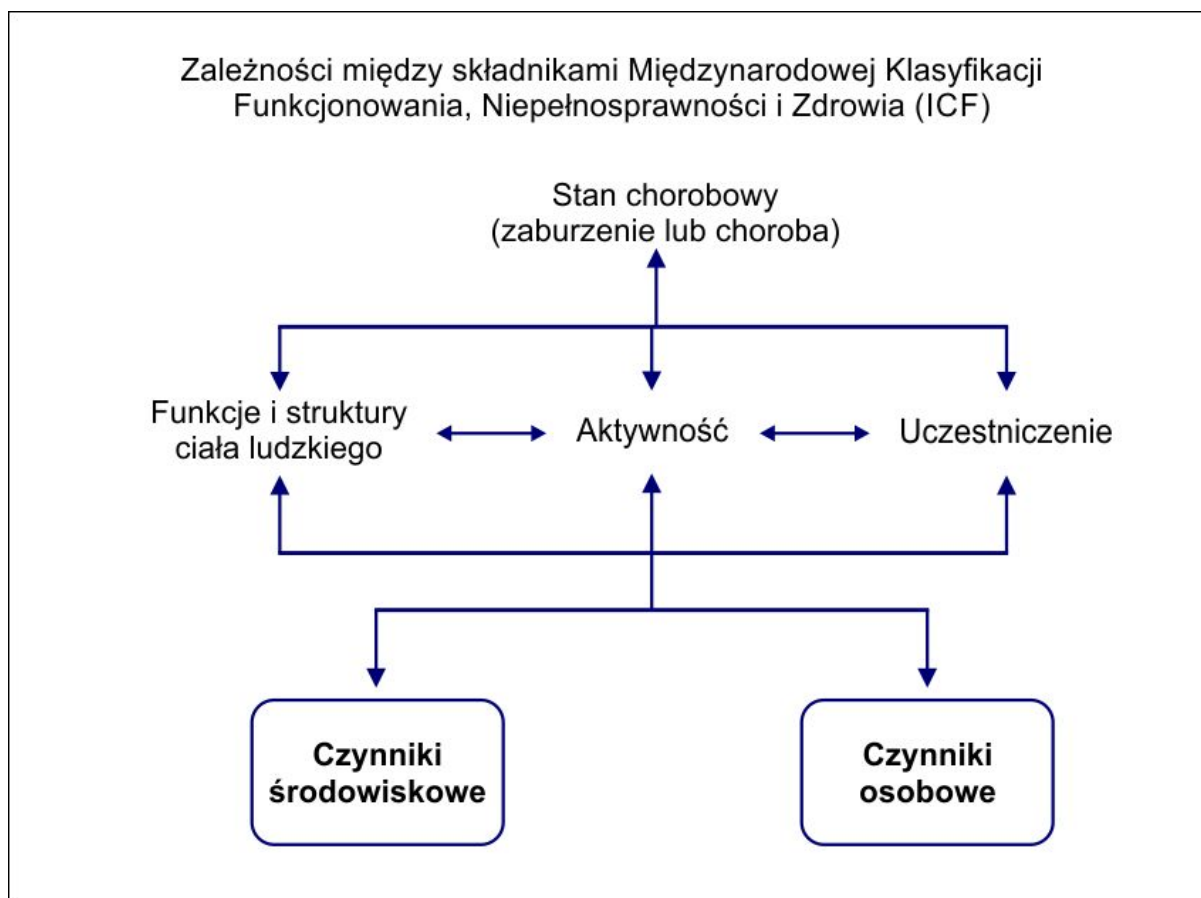 Zależności między składnikami Międzynarodowej Klasyfikacji
Funkcjonowania, Niepełnosprawności i Zdrowia (ICF)
Stan chorobowy
(zaburzenie lub choroba)
Funkcje i struktury
ciała ludzkiego
Aktywność
Uczestniczenie
Czynniki
środowiskowe
Czynniki
osobowe